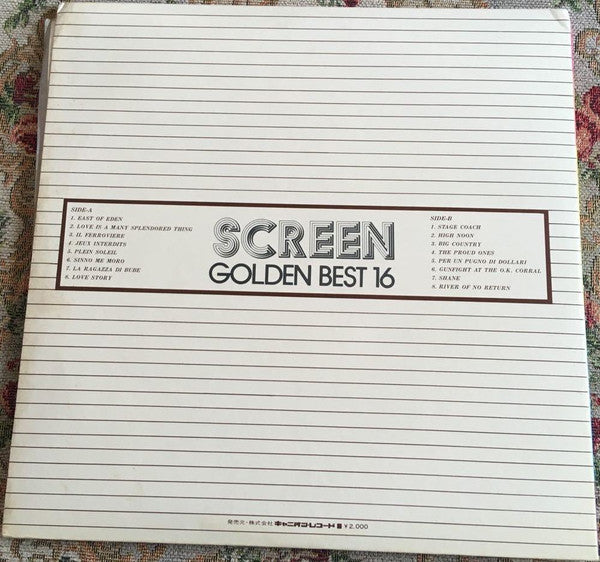 SIDE-A
1. EAST OF EDEN
2. LOVE IS A MANY SPLENDORED THING
3. IL FERROVIERE
4. JEUX INTERDITS
5. PLEIN SOLEIL
6. SINNO ME MORO
7. LA RAGAZZA DI BUBE
8. LOVE STORY
SCREEN
GOLDEN BEST 16
SIDE-B
1. STAGE COACH
2. HIGH NOON
3. BIG COUNTRY
4. THE PROUD ONES
5. PER UN PUGNO DI DOLLARI
6. GUNFIGHT AT THE O.K. CORRAL
7. SHANE
8. RIVER OF NO RETURN
発売元・株式会社 キャニオン・レコード ¥2,000